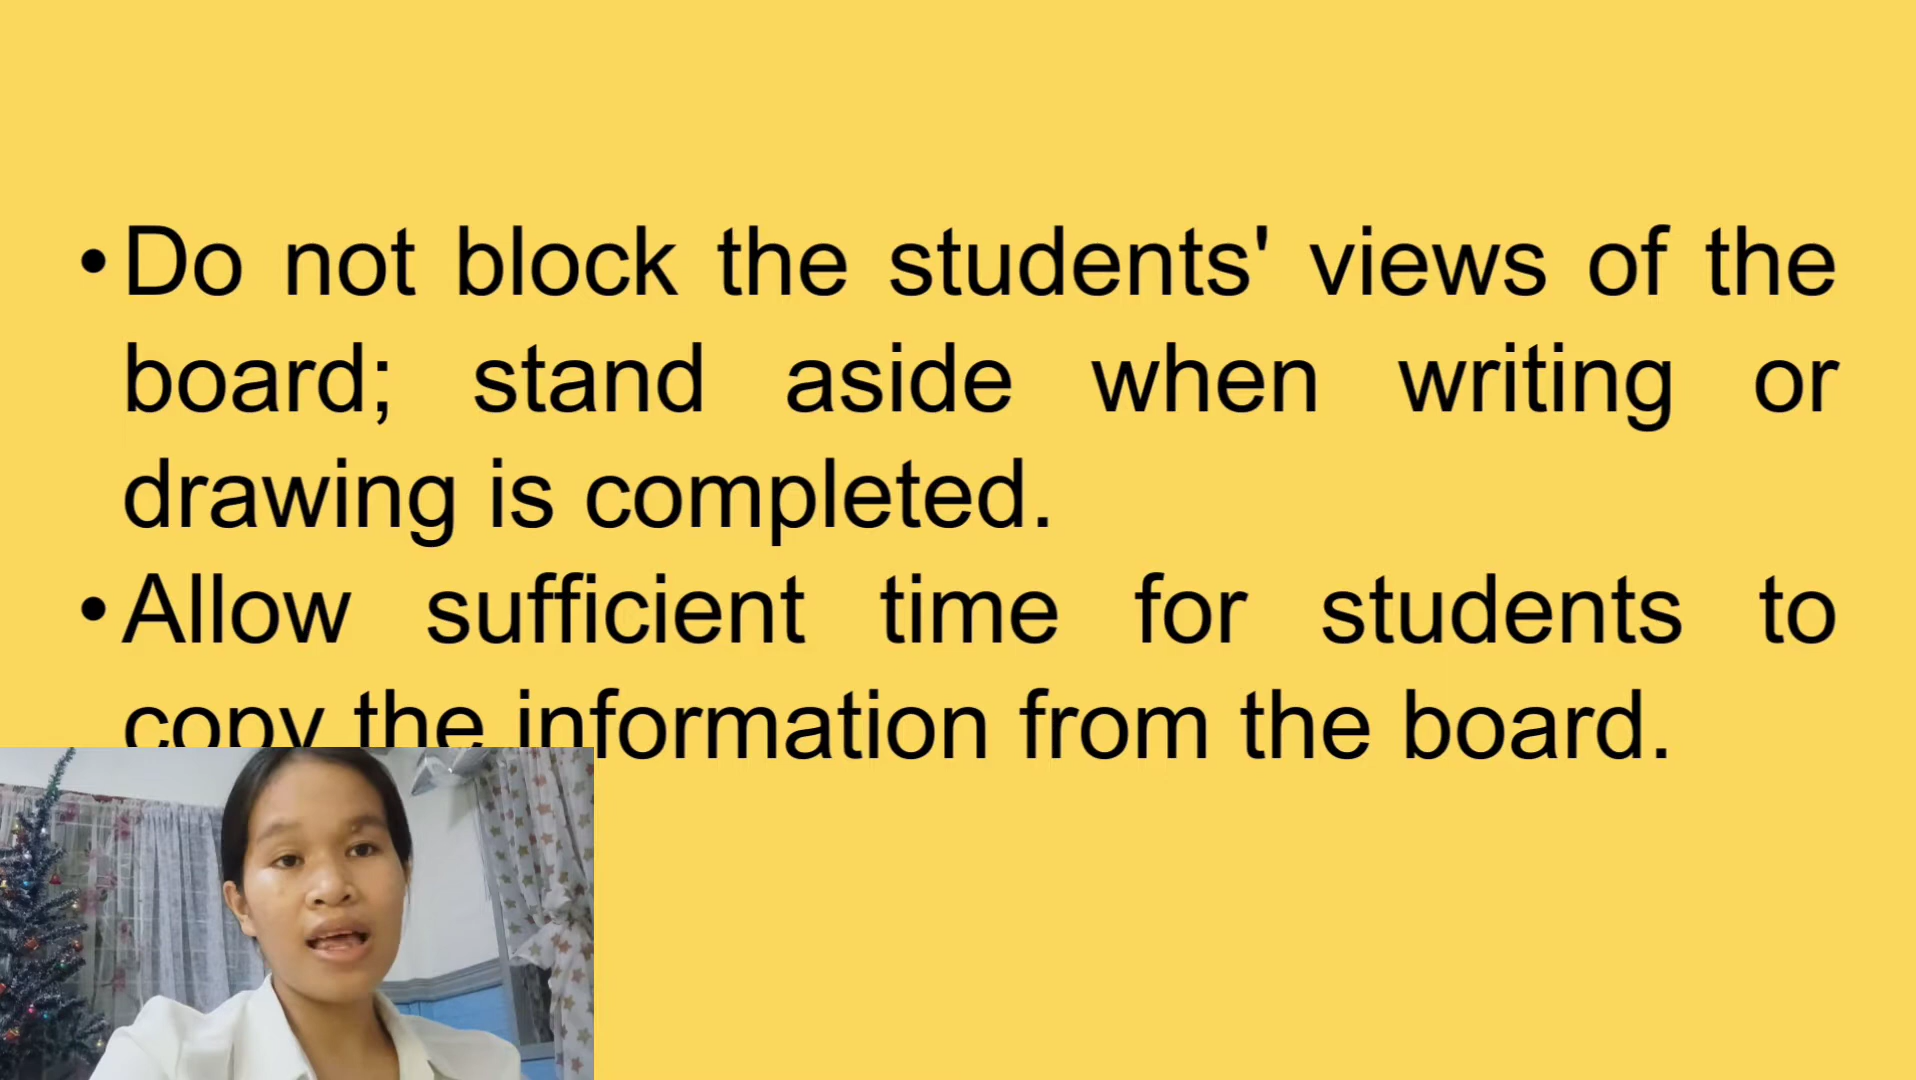 •Do not block the students' views of the
board; stand aside when writing or
drawing is completed.
•Allow sufficient time for students to
copy the information from the board.